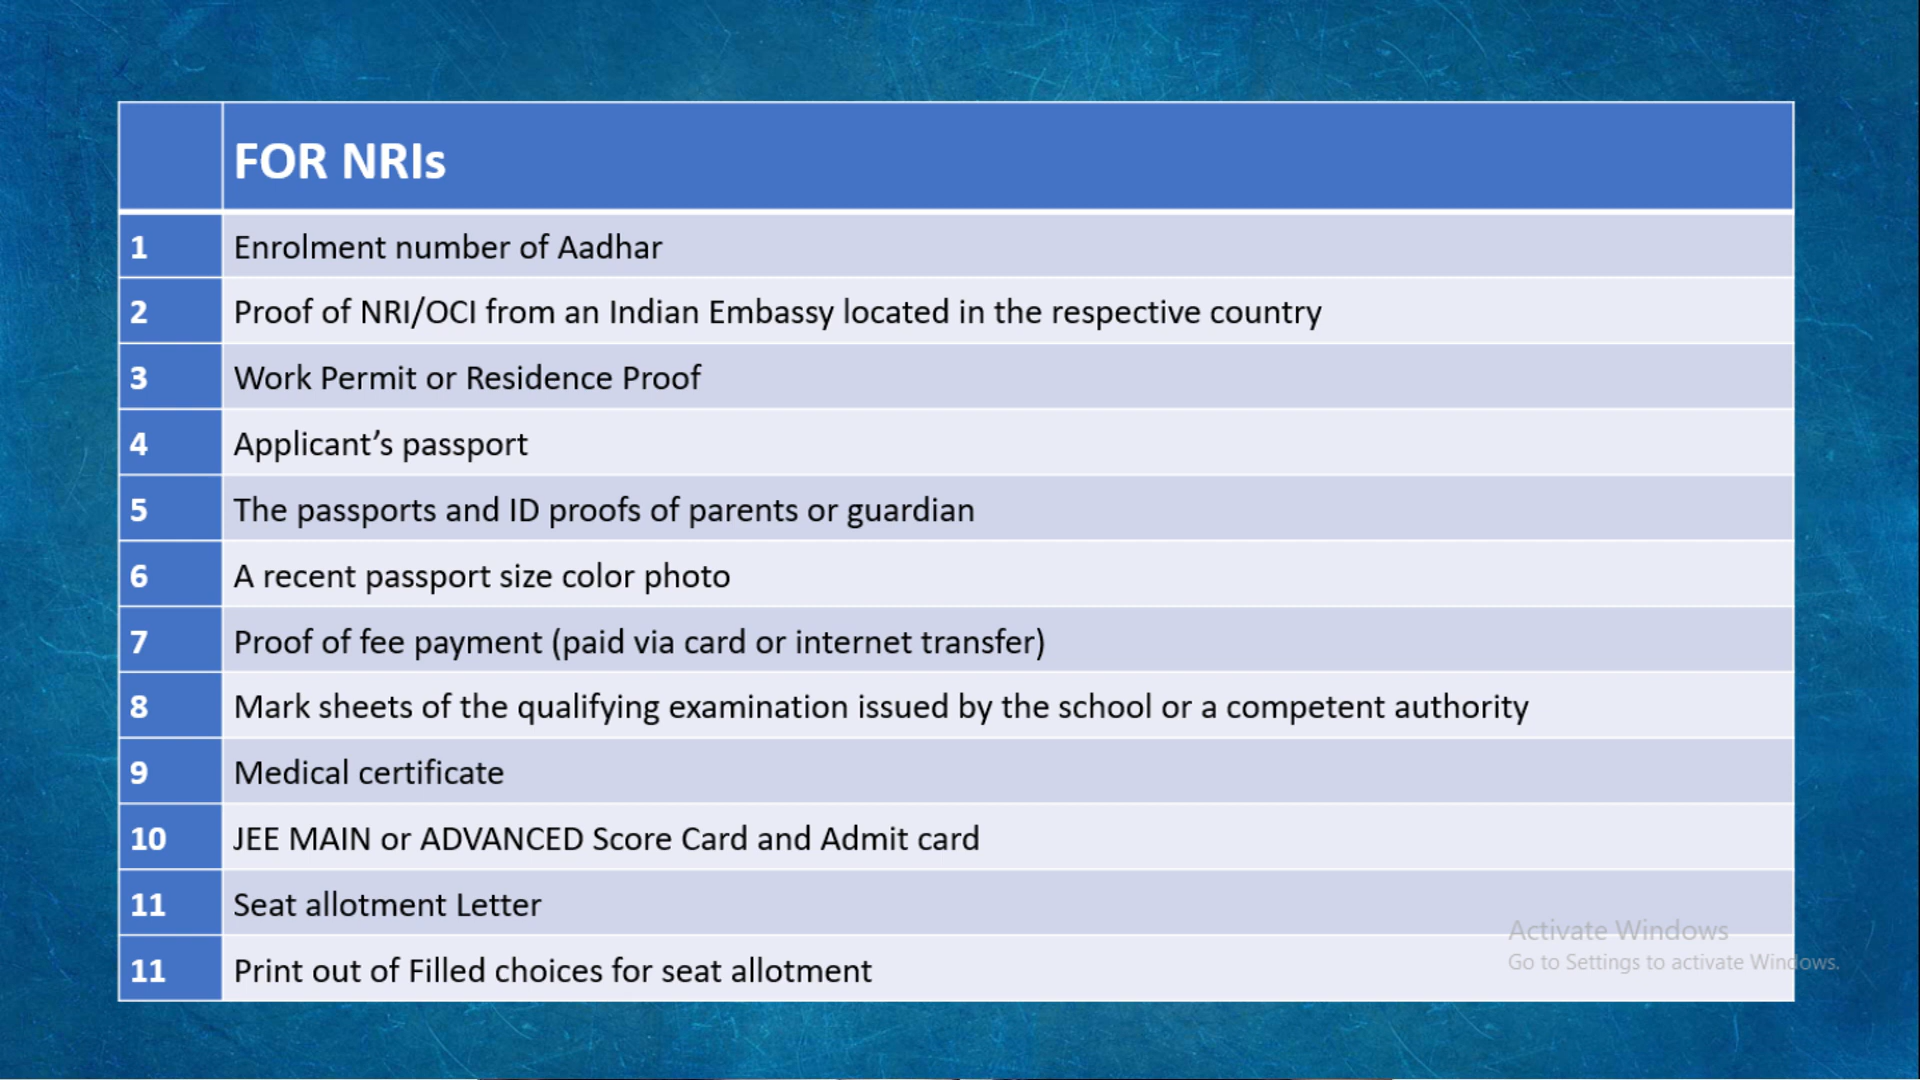 FOR NRIs
1 Enrolment number of Aadhar
2 Proof of NRI/OCI from an Indian Embassy located in the respective country
3 Work Permit or Residence Proof
4 Applicant’s passport
5 The passports and ID proofs of parents or guardian
6 A recent passport size color photo
7 Proof of fee payment (paid via card or internet transfer)
8 Mark sheets of the qualifying examination issued by the school or a competent authority
9 Medical certificate
10 JEE MAIN or ADVANCED Score Card and Admit card
11 Seat allotment Letter
11 Print out of Filled choices for seat allotment
Activate Windows
Go to Settings to activate Windows.